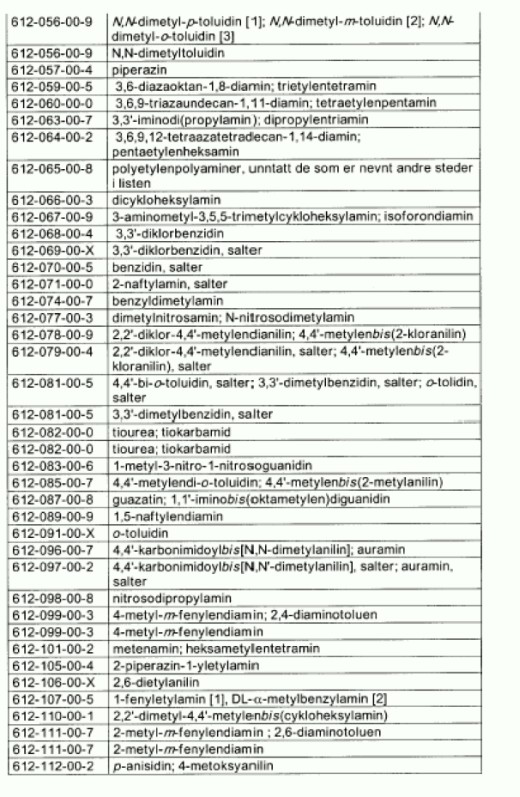 612-056-00-9 N,N-dimetyl-p-toluidin [1]; N,N-dimetyl-m-toluidin [2]; N,N-
dimetyl-o-toluidin [3]
612-056-00-9 N,N-dimetyltoluidin
612-057-00-4 piperazin
612-059-00-5 3,6-diazaoktan-1,8-diamin; trietylentetramin
612-060-00-0 3,6,9-triazaundecan-1,11-diamin; tetraetylenpentamin
612-063-00-7 3,3'-iminodi(propylamin); dipropylentriamin
612-064-00-2 3,6,9,12-tetraazatetradecan-1,14-diamin;
pentaetylenheksamin
612-065-00-8 polyetylenpolyaminer, unntatt de som er nevnt andre steder
i listen
612-066-00-3 dicykloheksylamin
612-067-00-9 3-aminometyl-3,5,5-trimetylcykloheksylamin; isoforondiamin
612-068-00-4 3,3'-diklorbenzidin
612-069-00-X 3,3'-diklorbenzidin, salter
612-070-00-5 benzidin, salter
612-071-00-0 2-naftylamin, salter
612-074-00-7 benzyldimetylamin
612-077-00-3 dimetylnitrosamin; N-nitrosodimetylamin
612-078-00-9 2,2'-diklor-4,4'-metylendianilin; 4,4'-metylenbis(2-kloranilin)
612-079-00-4 2,2'-diklor-4,4'-metylendianilin, salter; 4,4'-metylenbis(2-
kloranilin), salter
612-081-00-5 4,4'-bi-o-toluidin, salter; 3,3'-dimetylbenzidin, salter; o-tolidin,
salter
612-081-00-5 3,3'-dimetylbenzidin, salter
612-082-00-0 tiourea; tiokarbamid
612-082-00-0 tiourea; tiokarbamid
612-083-00-6 1-metyl-3-nitro-1-nitrosoguanidin
612-085-00-7 4,4'-metylendi-o-toluidin; 4,4'-metylenbis(2-metylanilin)
612-087-00-8 guazatin; 1,1'-iminobis(oktametylen)diguanidin
612-089-00-9 1,5-naftylendiamin
612-091-00-X o-toluidin
612-096-00-7 4,4'-karbonimidoylbis[N,N-dimetylanilin]; auramin
612-097-00-2 4,4'-karbonimidoylbis[N,N'-dimetylanilin], salter; auramin,
salter
612-098-00-8 nitrosodipropylamin
612-099-00-3 4-metyl-m-fenylendiamin; 2,4-diaminotoluen
612-099-00-3 4-metyl-m-fenylendiamin
612-101-00-2 metenamin; heksametylentetramin
612-105-00-4 2-piperazin-1-yletylamin
612-106-00-X 2,6-dietylanilin
612-107-00-5 1-fenyletylamin [1], DL-α-metylbenzylamin [2]
612-110-00-1 2,2'-dimetyl-4,4'-metylenbis(cykloheksylamin)
612-111-00-7 2-metyl-m-fenylendiamin ; 2,6-diaminotoluen
612-111-00-7 2-metyl-m-fenylendiamin
612-112-00-2 p-anisidin; 4-metoksyanilin